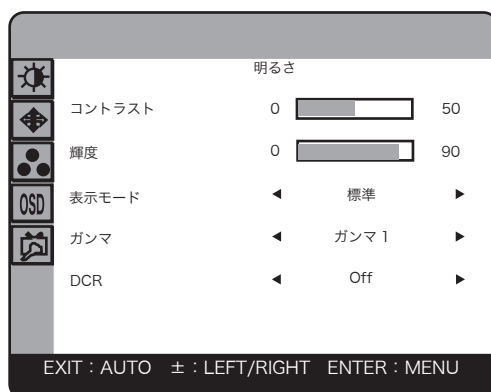 明るさ
コントラスト 0 50
輝度 0 90
OSD 表示モード ◀ 標準 ▶
ガンマ ◀ ガンマ 1 ▶
DCR ◀ Off ▶
EXIT：AUTO ±：LEFT/RIGHT ENTER：MENU